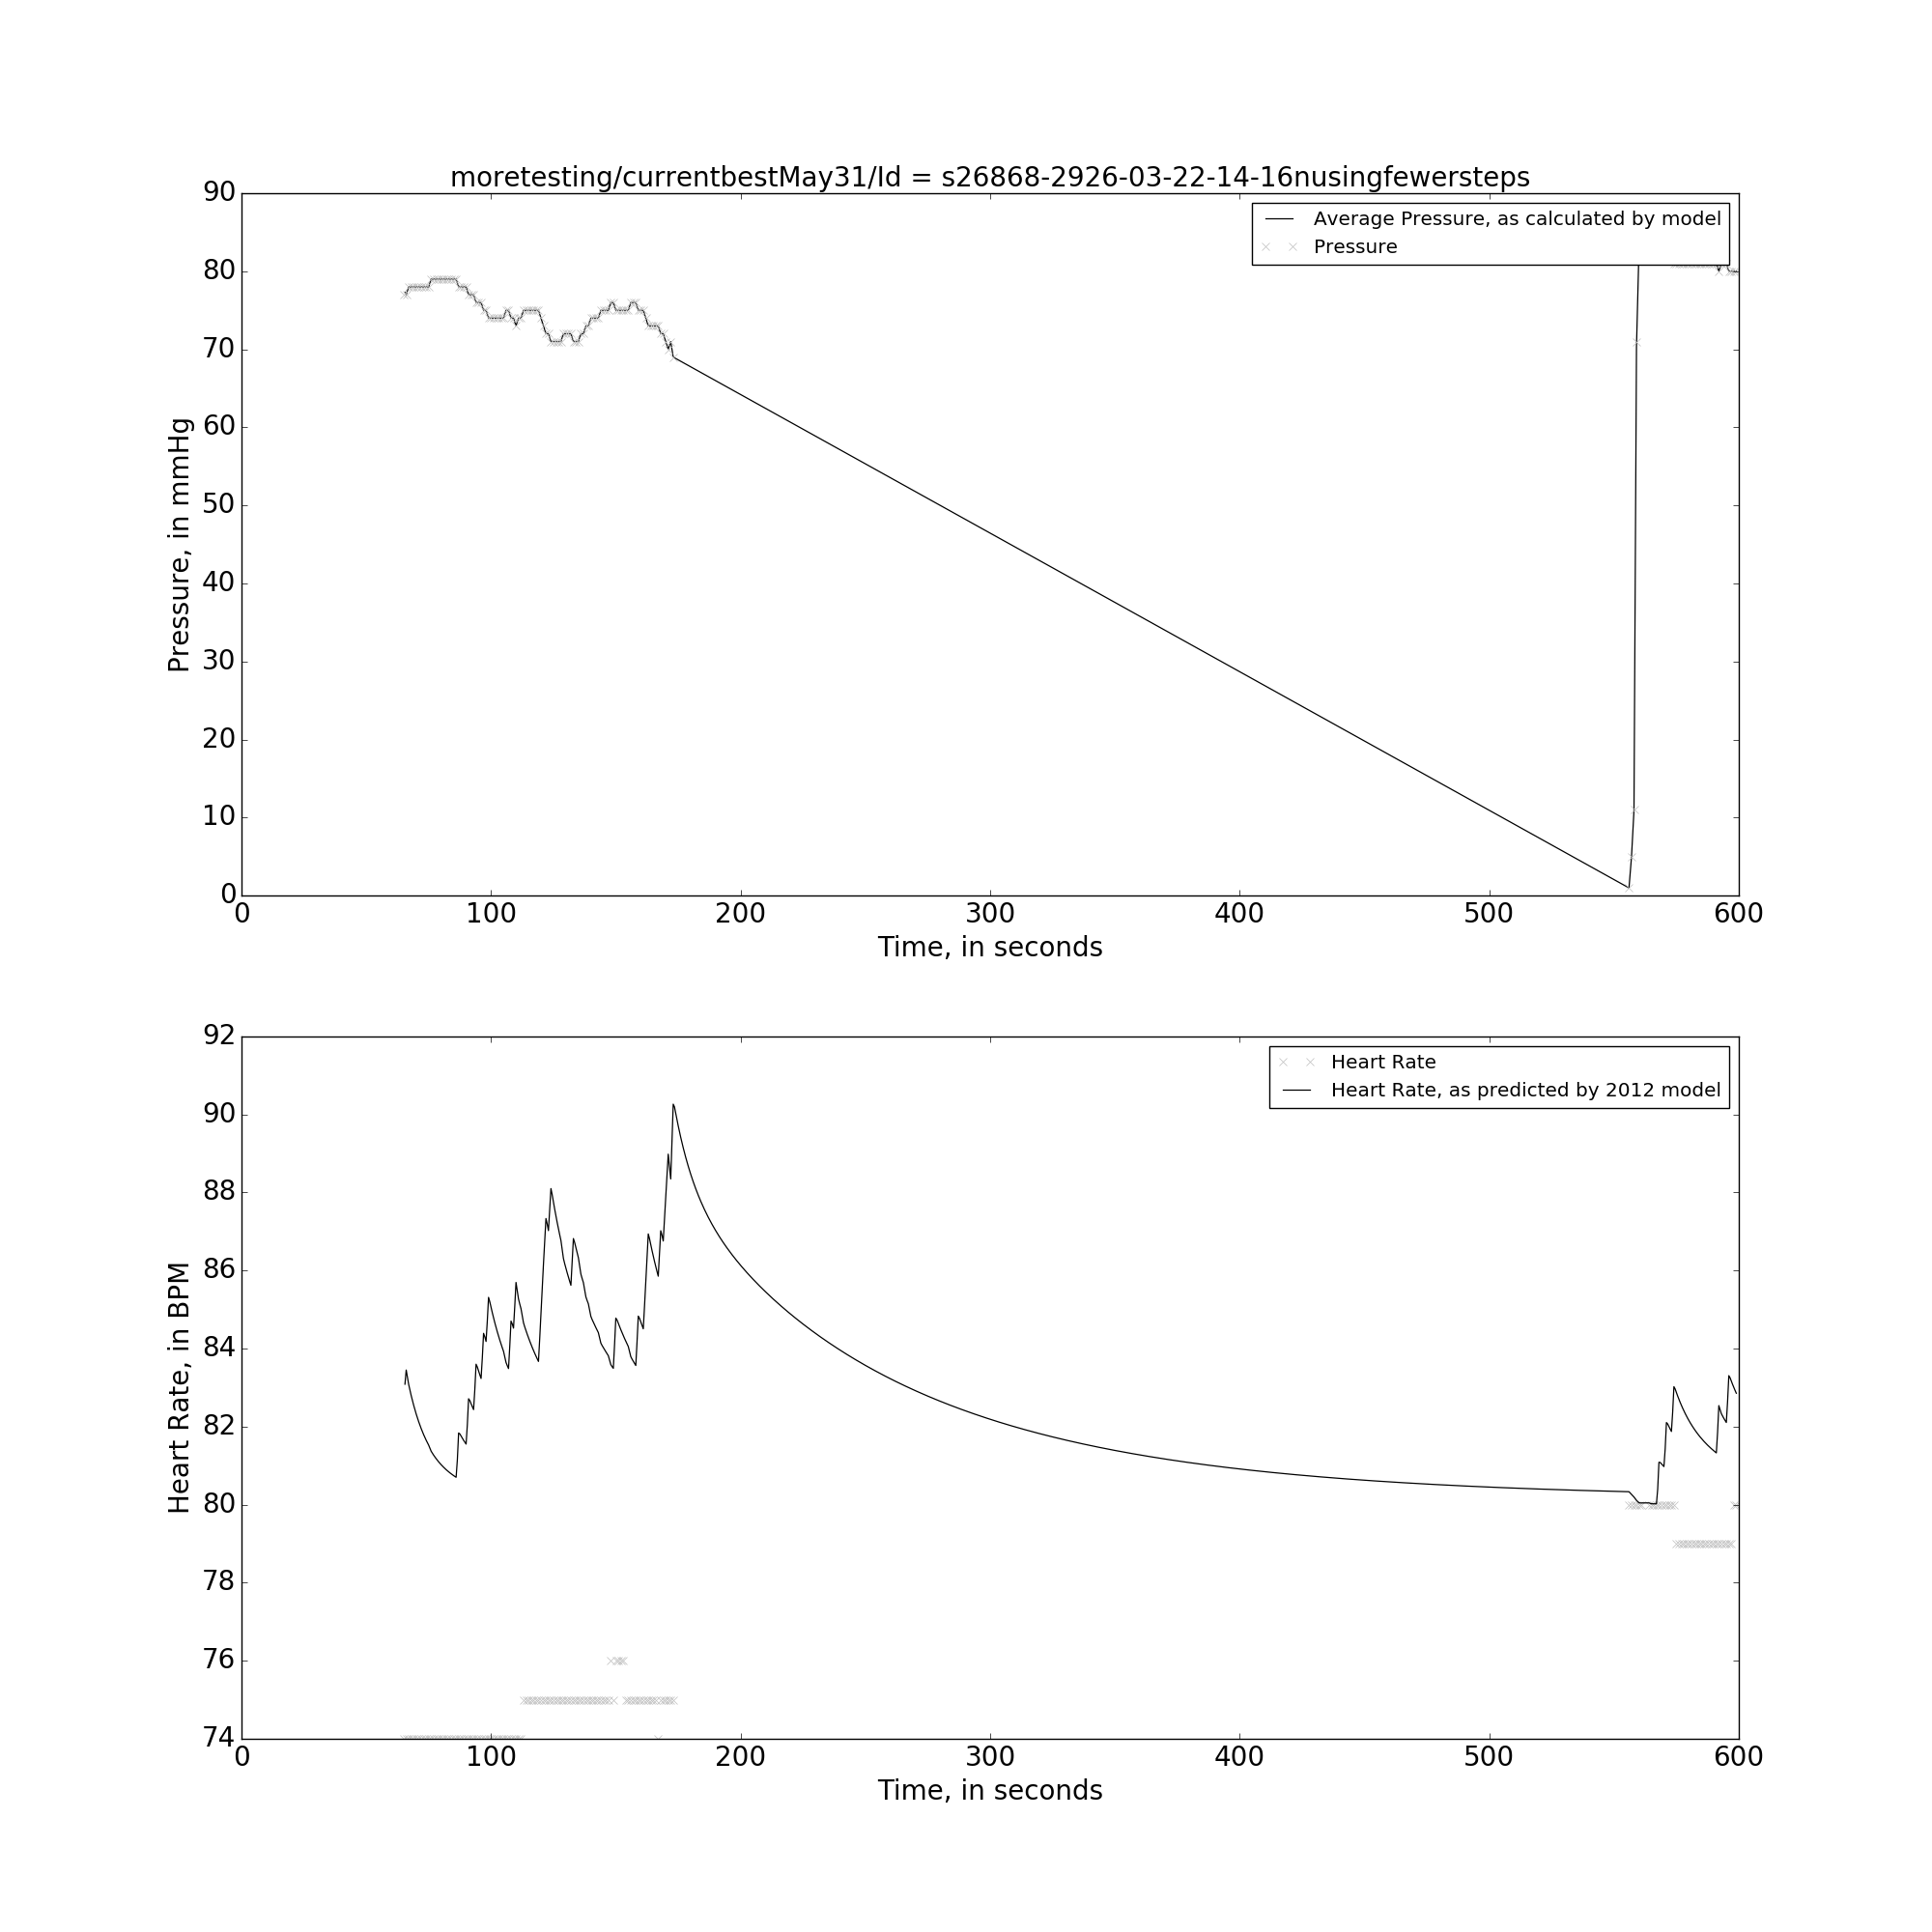 moretesting/currentbestMay31/Id = s26868-2926-03-22-14-16nusingfewersteps
90
80
70
60
50
40
30
20
10
0
Pressure, in mmHg
Average Pressure, as calculated by model
Pressure
0 100 200 300 400 500 600
Time, in seconds
92
90
88
86
84
82
80
78
76
74
Heart Rate, in BPM
Heart Rate
Heart Rate, as predicted by 2012 model
0 100 200 300 400 500 600
Time, in seconds